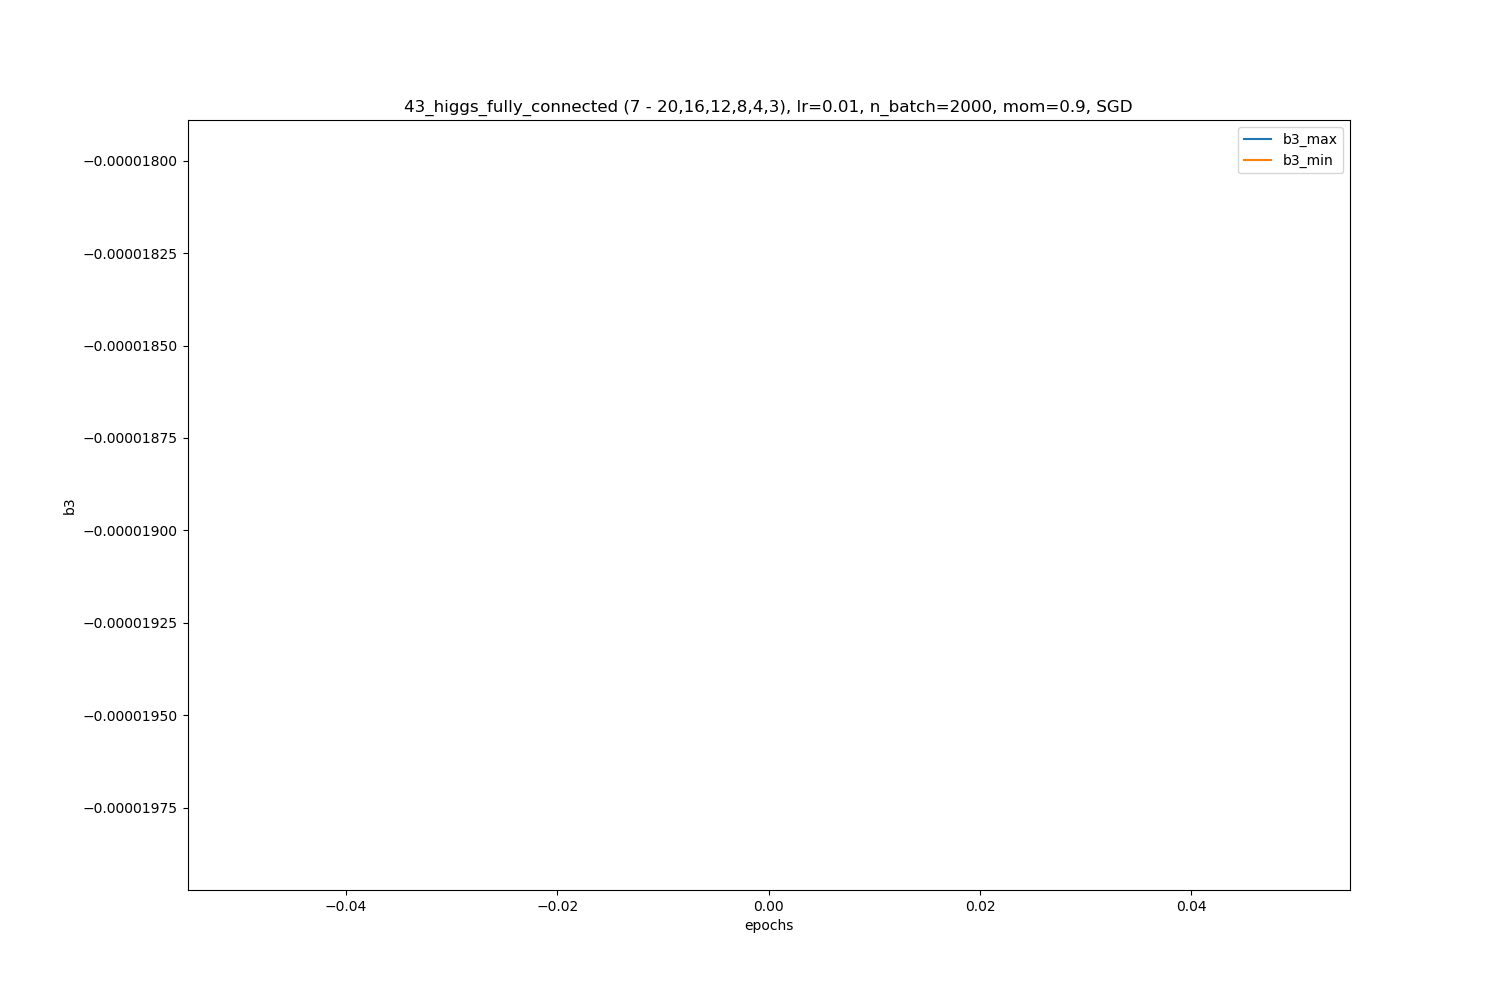 43_higgs_fully_connected (7 - 20,16,12,8,4,3), lr=0.01, n_batch=2000, mom=0.9, SGD
b3_max
b3_min
−0.00001800
−0.00001825
−0.00001850
−0.00001875
−0.00001900
−0.00001925
−0.00001950
−0.00001975
b3
−0.04
−0.02
0.00
0.02
0.04
epochs